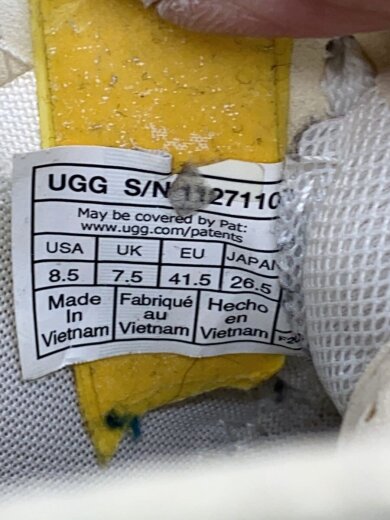 UGG S/N 1127110
May be covered by Pat:
www.ugg.com/patents
USA UK EU JAPAN
8.5 7.5 41.5 26.5
Made Fabriqué Hecho
In au en
Vietnam Vietnam Vietnam